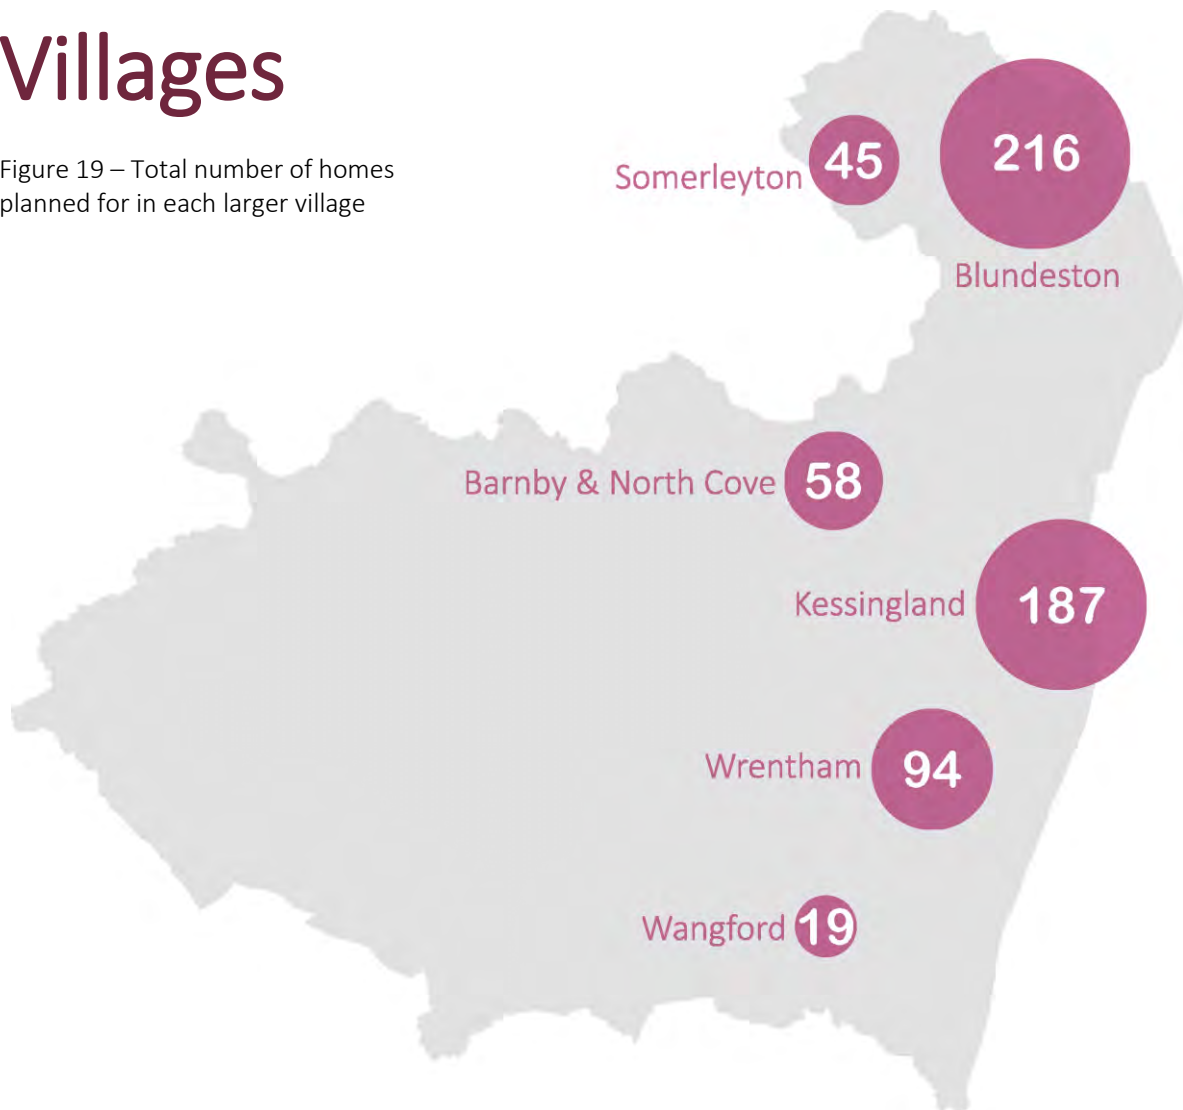 Villages
Figure 19 – Total number of homes
planned for in each larger village
Somerleyton 45
216
Blundeston
Barnby & North Cove 58
Kessingland 187
Wrentham 94
Wangford 19